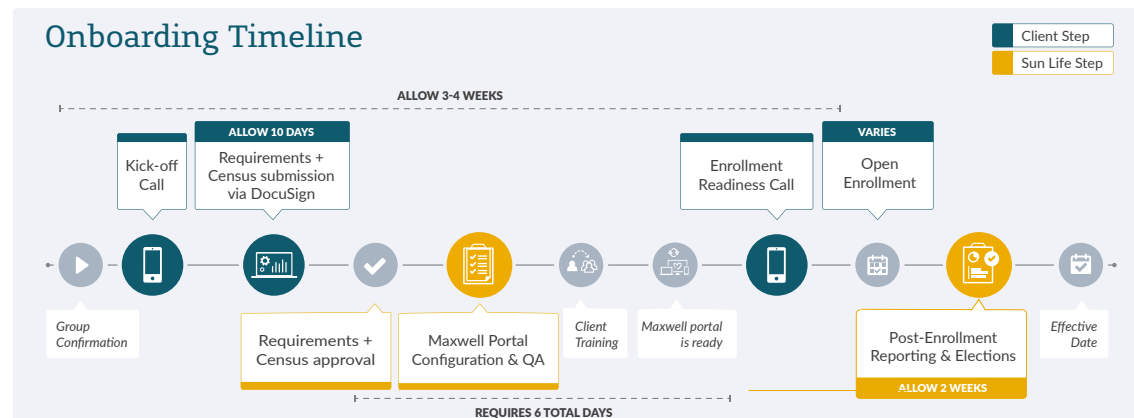 Onboarding Timeline
Client Step
Sun Life Step
ALLOW 3-4 WEEKS
Kick-off
Call
ALLOW 10 DAYS
Requirements +
Census submission
via DocuSign
Enrollment
Readiness Call
VARIES
Open
Enrollment
Group
Confirmation
Requirements +
Census approval
Maxwell Portal
Configuration & QA
Client
Training
Maxwell portal
is ready
Post-Enrollment
Reporting & Elections
ALLOW 2 WEEKS
Effective
Date
REQUIRES 6 TOTAL DAYS